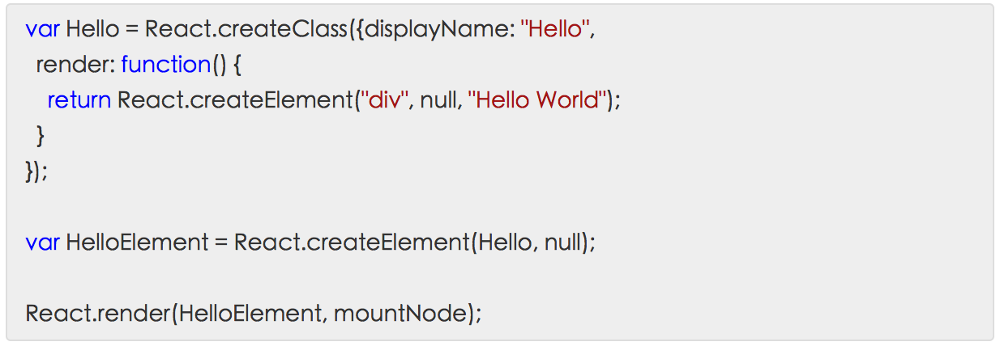 var Hello = React.createClass({displayName: "Hello",
  render: function() {
    return React.createElement("div", null, "Hello World");
  }
});

var HelloElement = React.createElement(Hello, null);

React.render(HelloElement, mountNode);